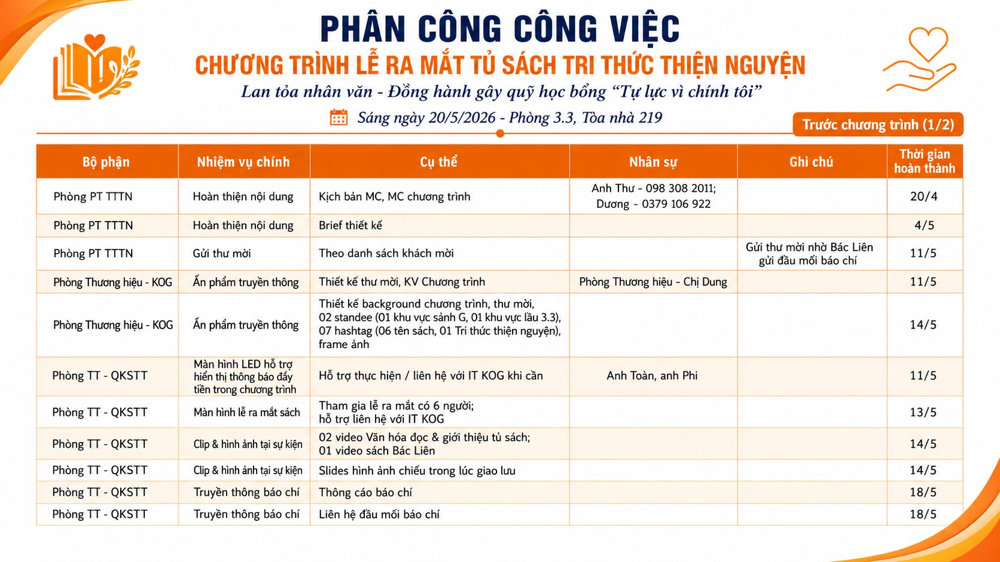 PHÂN CÔNG CÔNG VIỆC
CHƯƠNG TRÌNH LỄ RA MẮT TỦ SÁCH TRI THỨC THIỆN NGUYỆN
Lan tỏa nhân văn - Đồng hành gây quỹ học bổng “Tự lực vì chính tôi”
Sáng ngày 20/5/2026 - Phòng 3.3, Tòa nhà 219
Trước chương trình (1/2)
Bộ phận
Nhiệm vụ chính
Cụ thể
Nhân sự
Ghi chú
Thời gian
hoàn thành
Phòng PT TTTN
Hoàn thiện nội dung
Kịch bản MC, MC chương trình
Anh Thư - 098 308 2011;
Dương - 0379 106 922
20/4
Phòng PT TTTN
Hoàn thiện nội dung
Brief thiết kế
4/5
Phòng PT TTTN
Gửi thư mời
Theo danh sách khách mời
Gửi thư mời nhờ Bác Liên
gửi đầu mối báo chí
11/5
Phòng Thương hiệu - KOG
Ấn phẩm truyền thông
Thiết kế thư mời, KV Chương trình
Phòng Thương hiệu - Chị Dung
11/5
Phòng Thương hiệu - KOG
Ấn phẩm truyền thông
Thiết kế background chương trình, thư mời,
02 standee (01 khu vực sảnh G, 01 khu vực lầu 3.3),
07 hashtag (06 tên sách, 01 Tri thức thiện nguyện),
frame ảnh
14/5
Phòng TT - QKSTT
Màn hình LED hỗ trợ
hiển thị thông báo đẩy
tiền trong chương trình
Hỗ trợ thực hiện / liên hệ với IT KOG khi cần
Anh Toàn, anh Phi
11/5
Phòng TT - QKSTT
Màn hình lễ ra mắt sách
Tham gia lễ ra mắt có 6 người;
hỗ trợ liên hệ với IT KOG
13/5
Phòng TT - QKSTT
Clip & hình ảnh tại sự kiện
02 video Văn hóa đọc & giới thiệu tủ sách;
01 video sách Bác Liên
14/5
Phòng TT - QKSTT
Clip & hình ảnh tại sự kiện
Slides hình ảnh chiếu trong lúc giao lưu
14/5
Phòng TT - QKSTT
Truyền thông báo chí
Thông cáo báo chí
18/5
Phòng TT - QKSTT
Truyền thông báo chí
Liên hệ đầu mối báo chí
18/5